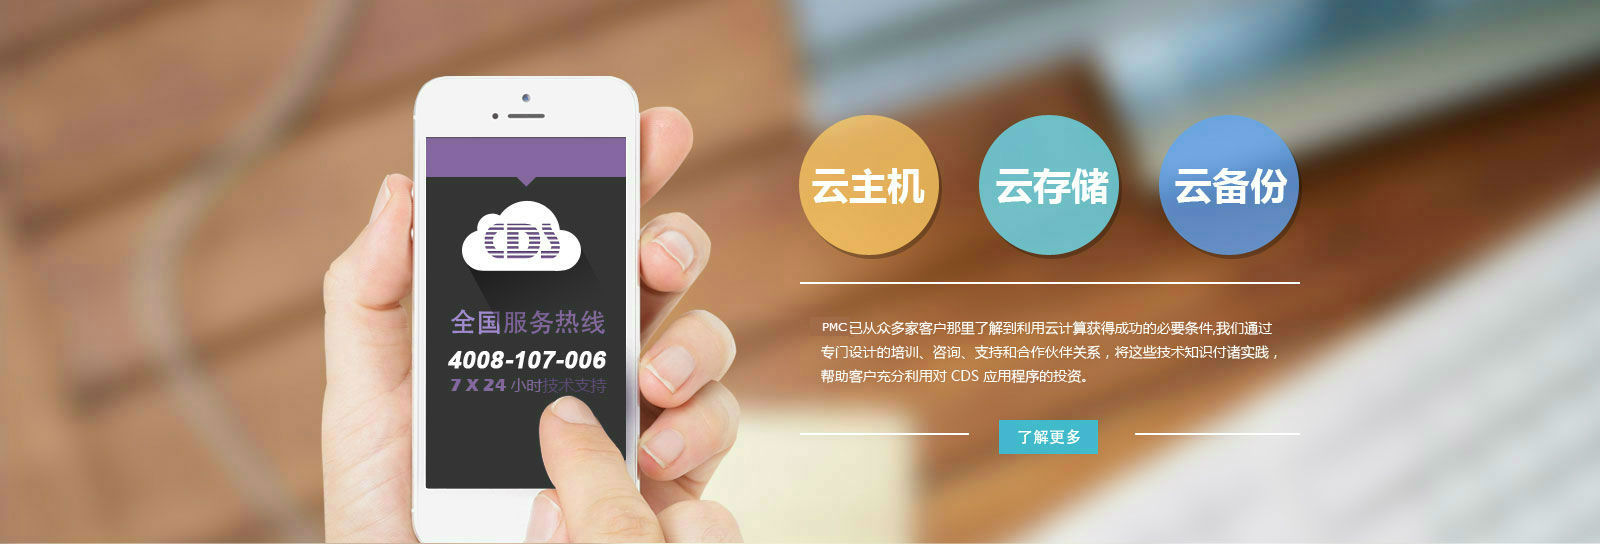 CDS
全国服务热线
4008-107-006
7 X 24 小时技术支持
云主机
云存储
云备份
PMC已从众多家客户那里了解到利用云计算获得成功的必要条件,我们通过
专门设计的培训、咨询、支持和合作伙伴关系，将这些技术知识付诸实践，
帮助客户充分利用对 CDS 应用程序的投资。
了解更多